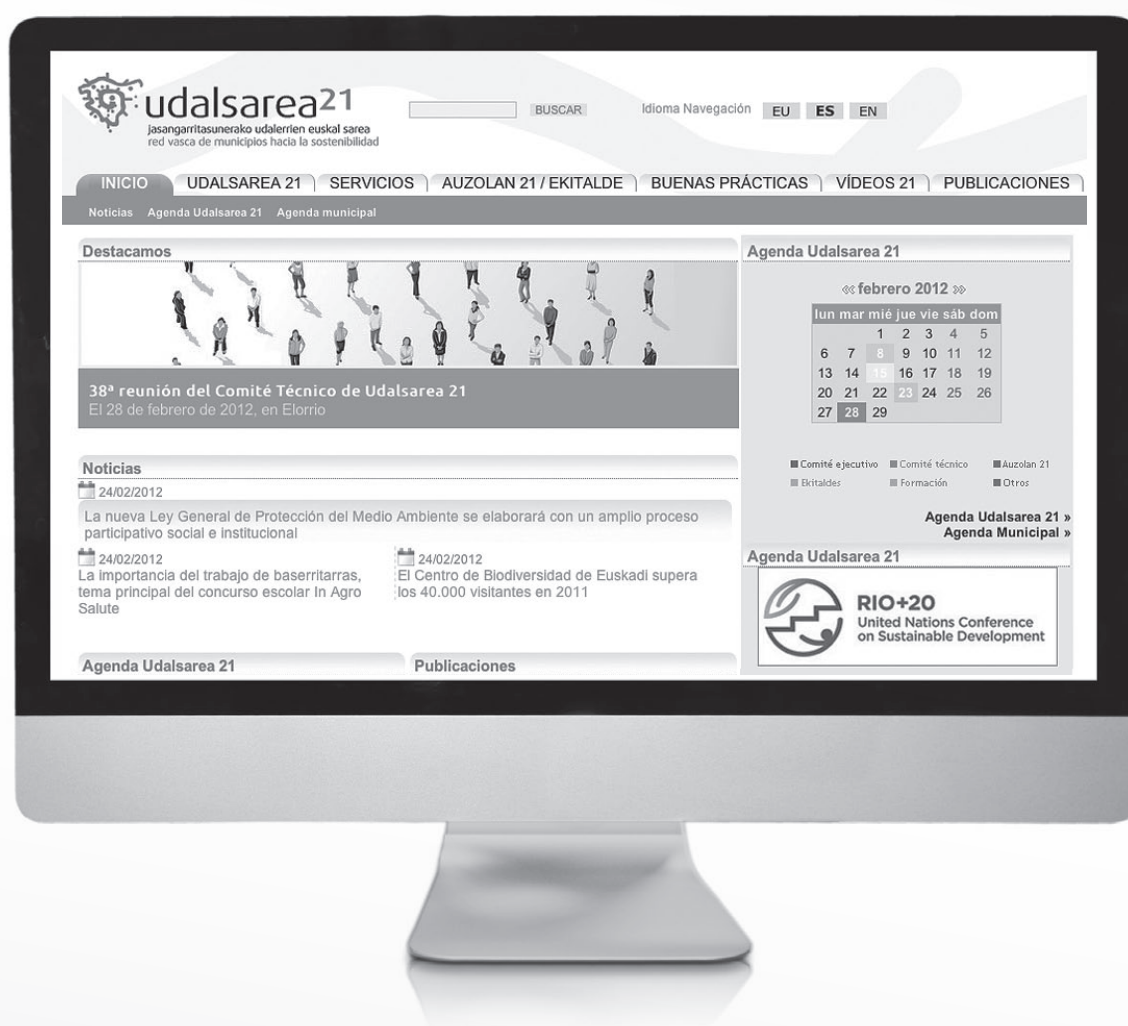 udalsarea21
jasangarritasunerako udalerrien euskal sarea
red vasca de municipios hacia la sostenibilidad
BUSCAR
Idioma Navegación EU ES EN
INICIO UDALSAREA 21 SERVICIOS AUZOLAN 21 / EKITALDE BUENAS PRÁCTICAS VÍDEOS 21 PUBLICACIONES
Noticias Agenda Udalsarea 21 Agenda municipal
Destacamos
38ª reunión del Comité Técnico de Udalsarea 21
El 28 de febrero de 2012, en Elorrio
Noticias
24/02/2012
La nueva Ley General de Protección del Medio Ambiente se elaborará con un amplio proceso
participativo social e institucional
24/02/2012
La importancia del trabajo de baserritarras,
tema principal del concurso escolar In Agro
Salute
24/02/2012
El Centro de Biodiversidad de Euskadi supera
los 40.000 visitantes en 2011
Agenda Udalsarea 21
Publicaciones
Agenda Udalsarea 21
« febrero 2012 »
lun mar mié jue vie sáb dom
1 2 3 4 5
6 7 8 9 10 11 12
13 14 15 16 17 18 19
20 21 22 23 24 25 26
27 28 29
Comité ejecutivo Comité técnico Auzolan 21
Ekitaldes Formación Otros
Agenda Udalsarea 21 »
Agenda Municipal »
Agenda Udalsarea 21
RIO+20
United Nations Conference
on Sustainable Development